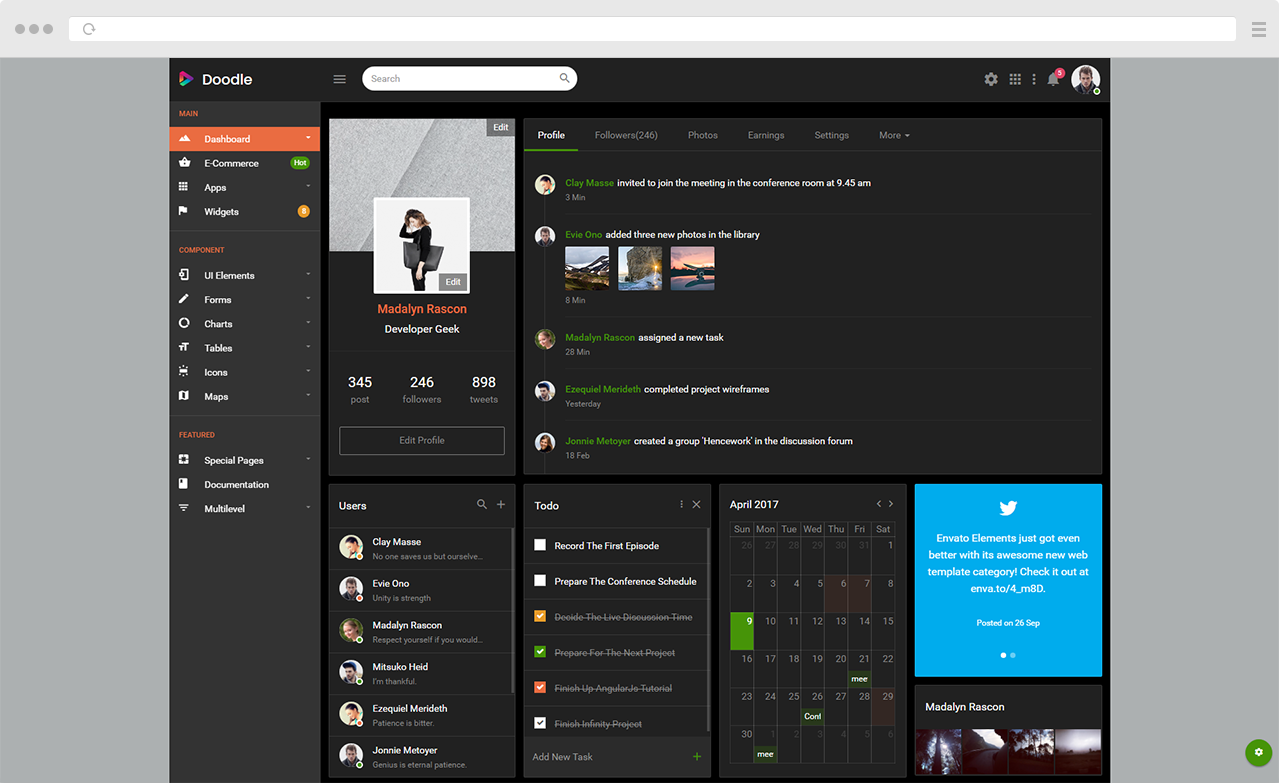 Doodle
Search
5
MAIN
Dashboard
E-Commerce Hot
Apps
Widgets 8
COMPONENT
UI Elements
Forms
Charts
Tables
Icons
Maps
FEATURED
Special Pages
Documentation
Multilevel
Edit
Edit
Madalyn Rascon
Developer Geek
345 246 898
post followers tweets
Edit Profile
Profile Followers(246) Photos Earnings Settings More
Clay Masse invited to join the meeting in the conference room at 9.45 am
3 Min
Evie Ono added three new photos in the library
8 Min
Madalyn Rascon assigned a new task
28 Min
Ezequiel Merideth completed project wireframes
Yesterday
Jonnie Metoyer created a group 'Hencework' in the discussion forum
18 Feb
Users
Clay Masse
No one saves us but ourselve...
Evie Ono
Unity is strength
Madalyn Rascon
Respect yourself if you would...
Mitsuko Heid
I'm thankful.
Ezequiel Merideth
Patience is bitter.
Jonnie Metoyer
Genius is eternal patience.
Todo
Record The First Episode
Prepare The Conference Schedule
Decide The Live Discussion Time
Prepare For The Next Project
Finish Up AngularJs Tutorial
Finish Infinity Project
Add New Task
April 2017
Sun Mon Tue Wed Thu Fri Sat
26 27 28 29 30 31 1
2 3 4 5 6 7 8
9 10 11 12 13 14 15
16 17 18 19 20 21 22
mee
23 24 25 26 27 28 29
Conf
30 1 2 3 4 5 6
mee
Envato Elements just got even
better with its awesome new web
template category! Check it out at
enva.to/4_m8D.
Posted on 26 Sep
Madalyn Rascon